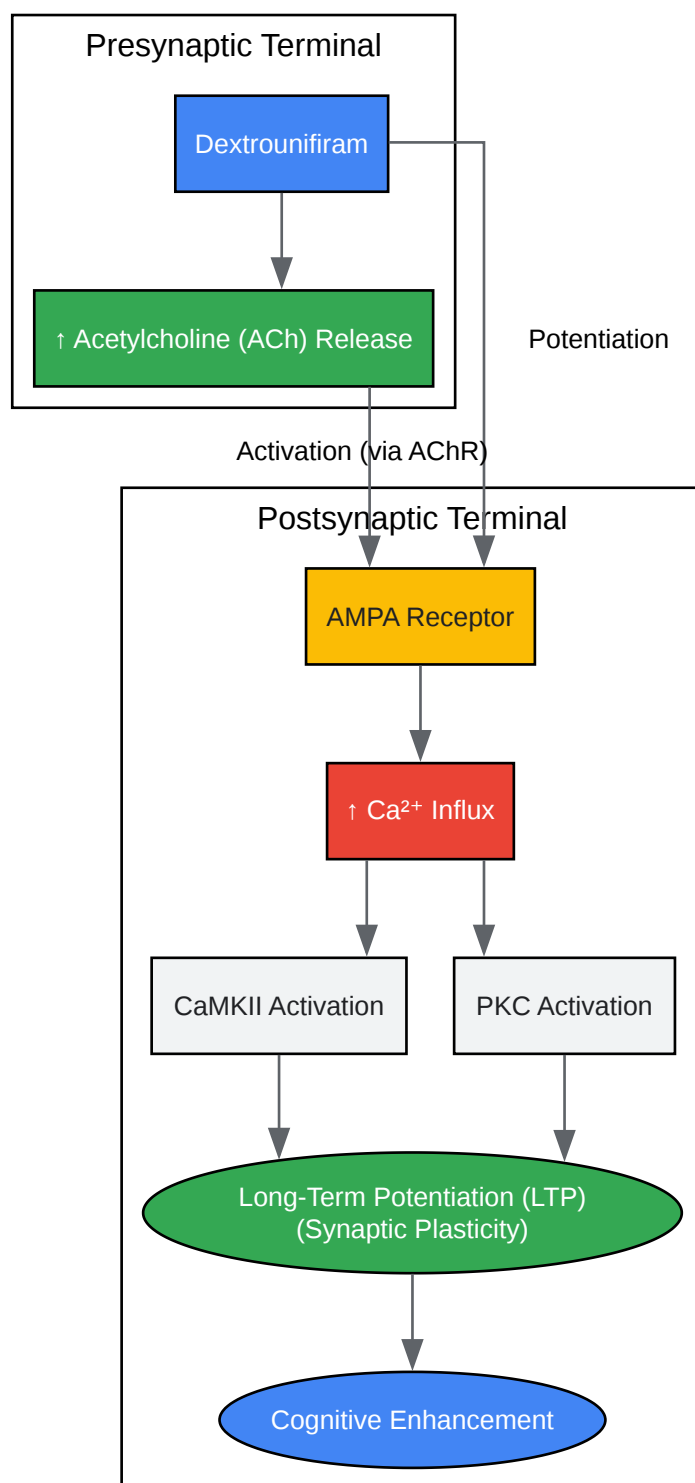 Presynaptic Terminal
Dextrounifiram
↑ Acetylcholine (ACh) Release
Potentiation
Activation (via AChR)
Postsynaptic Terminal
AMPA Receptor
↑ Ca²⁺ Influx
CaMKII Activation
PKC Activation
Long-Term Potentiation (LTP)
(Synaptic Plasticity)
Cognitive Enhancement